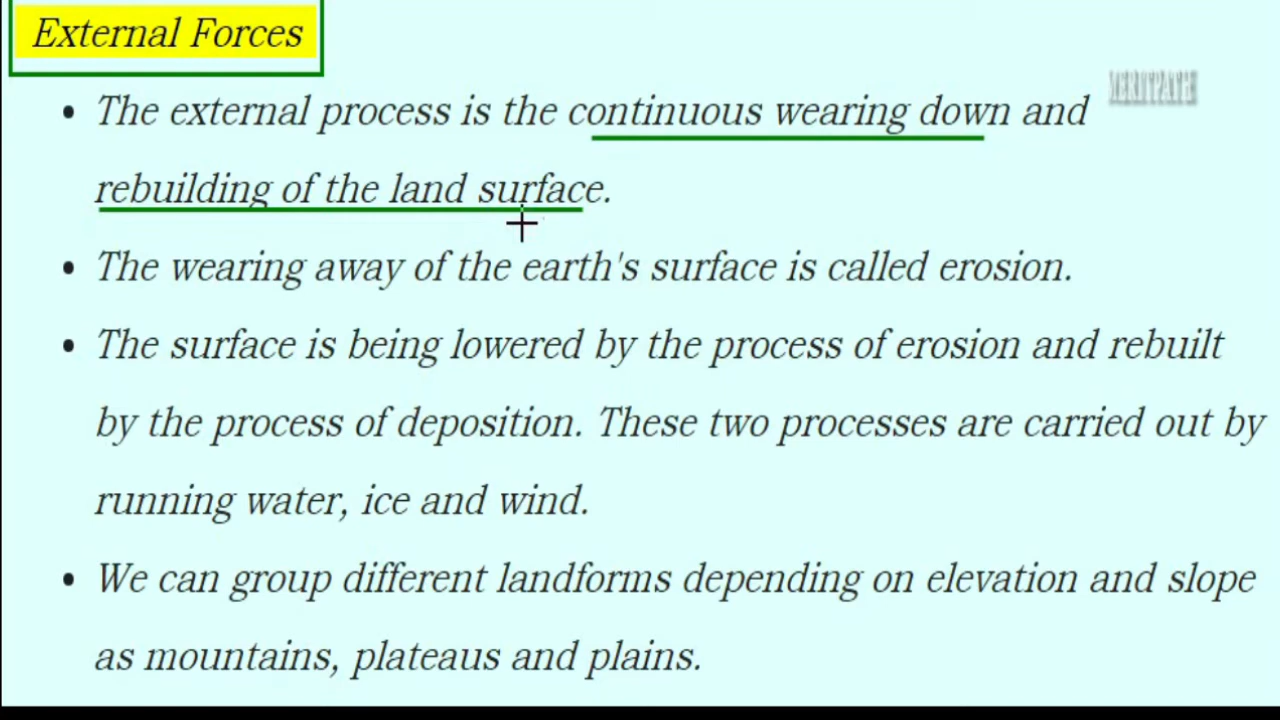 External Forces
MERITPATH
• The external process is the continuous wearing down and
rebuilding of the land surface.
• The wearing away of the earth's surface is called erosion.
• The surface is being lowered by the process of erosion and rebuilt
by the process of deposition. These two processes are carried out by
running water, ice and wind.
• We can group different landforms depending on elevation and slope
as mountains, plateaus and plains.